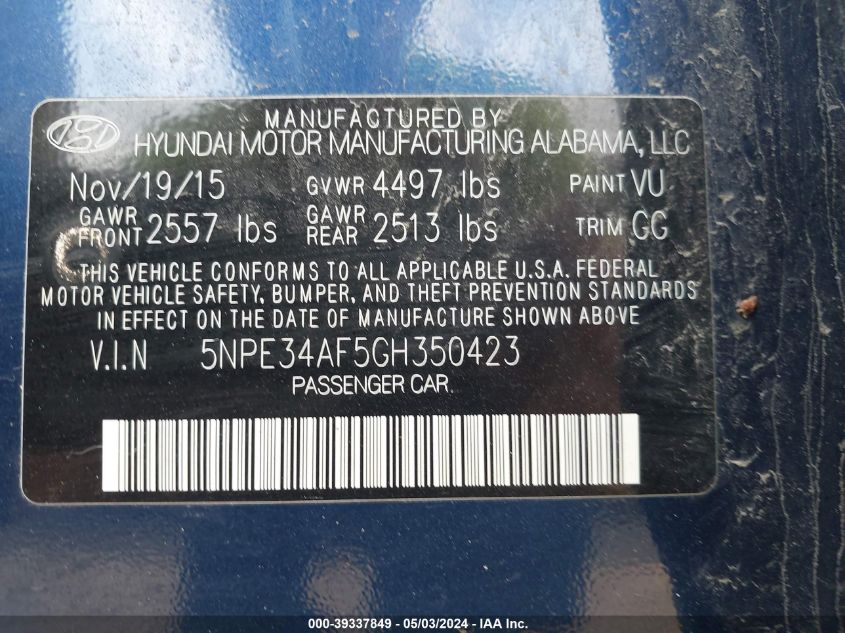 MANUFACTURED BY
HYUNDAI MOTOR MANUFACTURING ALABAMA, LLC
Nov/19/15 GVWR 4497 lbs PAINT VU
GAWR FRONT 2557 lbs GAWR REAR 2513 lbs TRIM GG
THIS VEHICLE CONFORMS TO ALL APPLICABLE U.S.A. FEDERAL
MOTOR VEHICLE SAFETY, BUMPER, AND THEFT PREVENTION STANDARDS
IN EFFECT ON THE DATE OF MANUFACTURE SHOWN ABOVE
V.I.N 5NPE34AF5GH350423
PASSENGER CAR
000-39337849 - 05/03/2024 - IAA Inc.